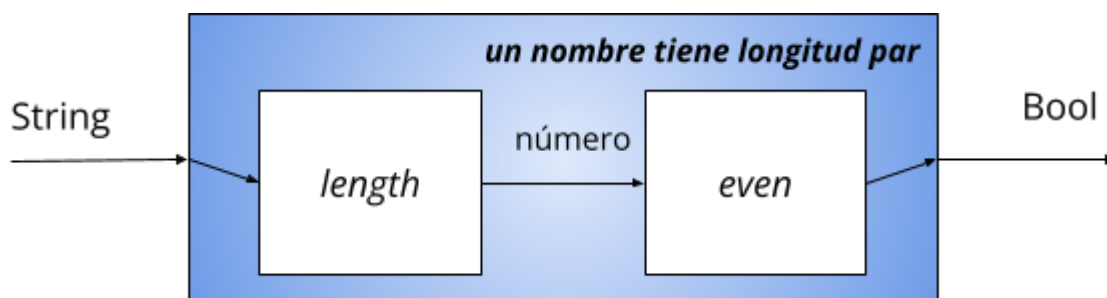 un nombre tiene longitud par
String
length
número
even
Bool